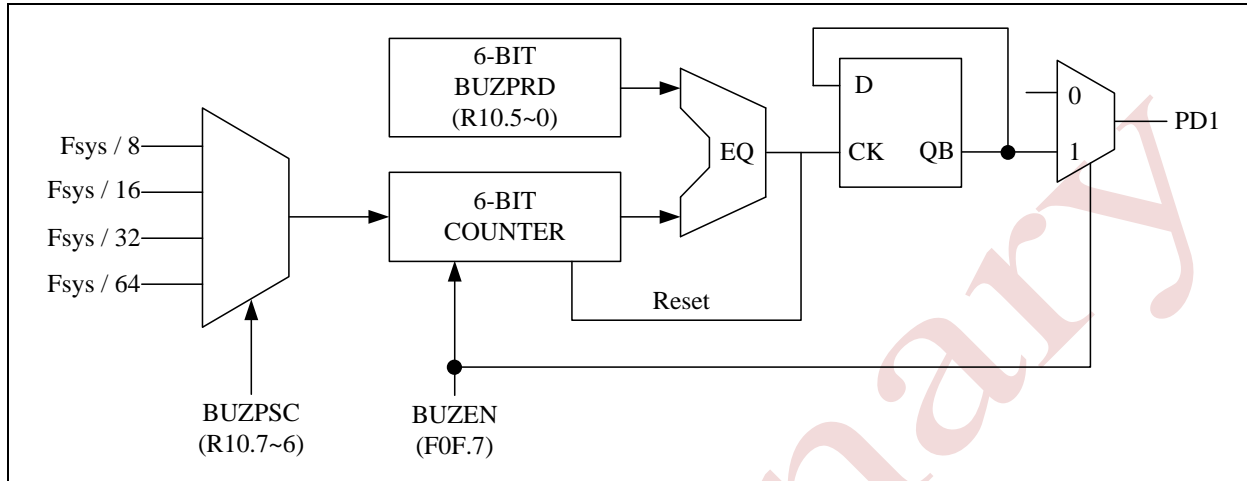 Fsys / 8
Fsys / 16
Fsys / 32
Fsys / 64
BUZPSC
(R10.7~6)
6-BIT
BUZPRD
(R10.5~0)
6-BIT
COUNTER
Reset
BUZEN
(F0F.7)
EQ
D
CK
QB
0
1
PD1
nary